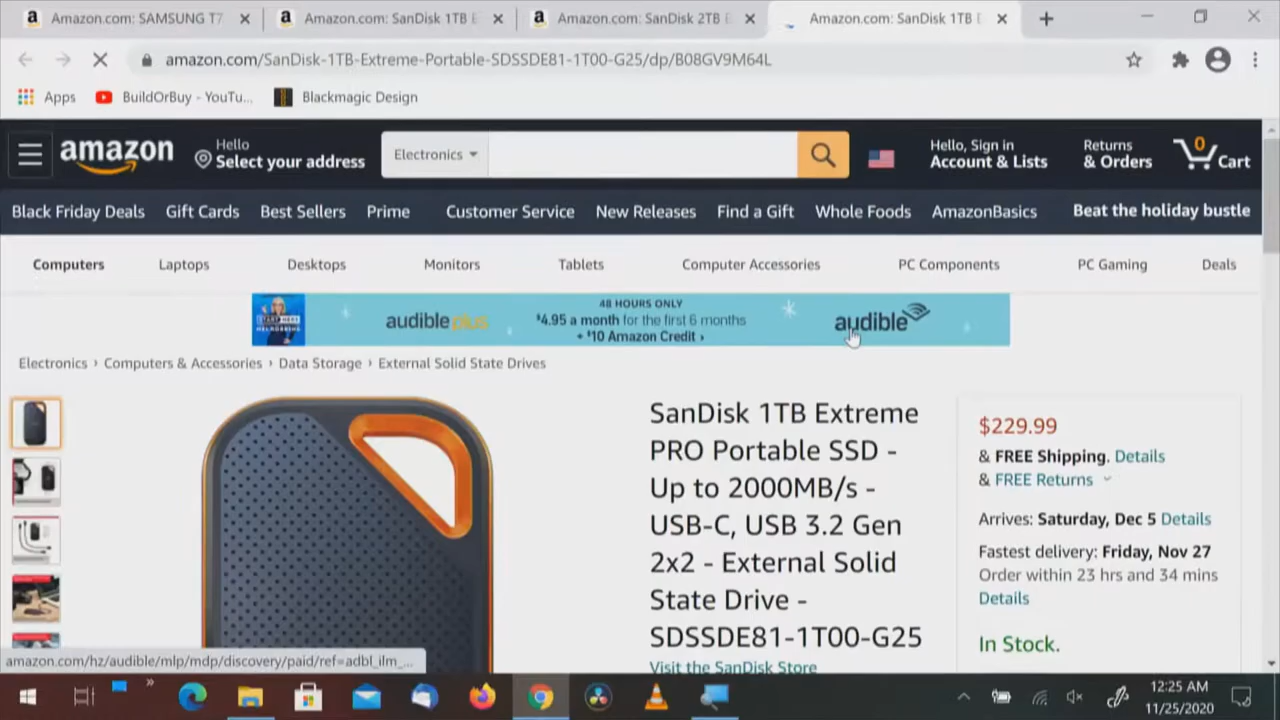 Amazon.com: SAMSUNG T7
Amazon.com: SanDisk 1TB E
Amazon.com: SanDisk 2TB E
Amazon.com: SanDisk 1TB E
amazon.com/SanDisk-1TB-Extreme-Portable-SDSSDE81-1T00-G25/dp/B08GV9M64L
Apps
BuildOrBuy - YouTu...
Blackmagic Design
amazon
Hello
Select your address
Electronics
Hello, Sign in
Account & Lists
Returns
& Orders
0
Cart
Black Friday Deals
Gift Cards
Best Sellers
Prime
Customer Service
New Releases
Find a Gift
Whole Foods
AmazonBasics
Beat the holiday bustle
Computers
Laptops
Desktops
Monitors
Tablets
Computer Accessories
PC Components
PC Gaming
Deals
audible plus
48 HOURS ONLY
$4.95 a month for the first 6 months
+ $10 Amazon Credit ›
audible
Electronics › Computers & Accessories › Data Storage › External Solid State Drives
SanDisk 1TB Extreme
PRO Portable SSD -
Up to 2000MB/s -
USB-C, USB 3.2 Gen
2x2 - External Solid
State Drive -
SDSSDE81-1T00-G25
Visit the SanDisk Store
$229.99
& FREE Shipping. Details
& FREE Returns
Arrives: Saturday, Dec 5 Details
Fastest delivery: Friday, Nov 27
Order within 23 hrs and 34 mins
Details
In Stock.
amazon.com/hz/audible/mlp/mdp/discovery/paid/ref=adbl_ilm_...
12:25 AM
11/25/2020